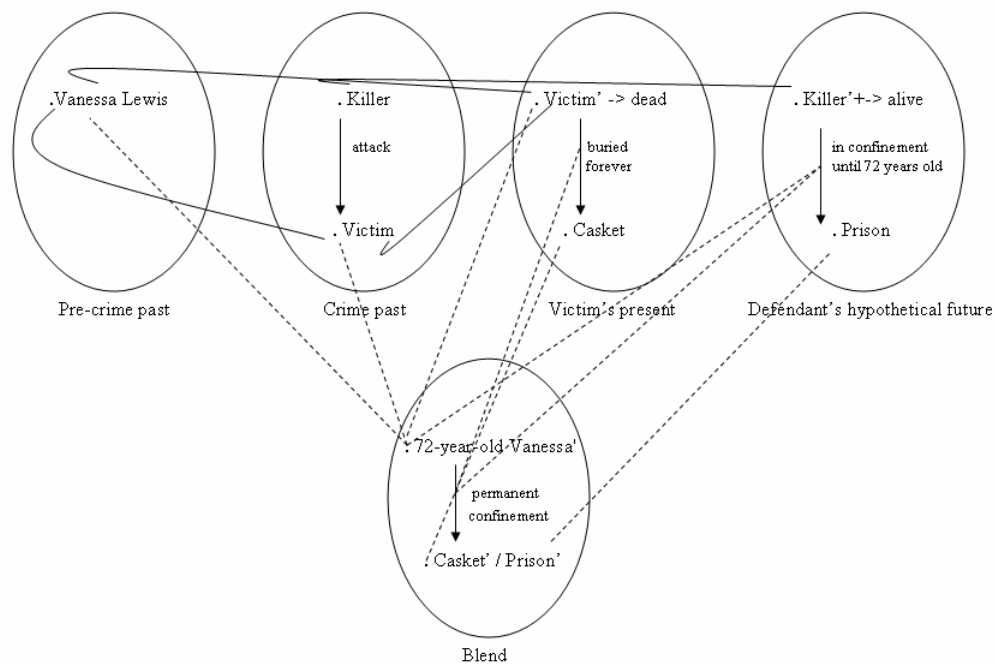 .Vanessa Lewis
. Killer
attack
. Victim
. Victim’ -> dead
buried
forever
. Casket
. Killer’+-> alive
in confinement
until 72 years old
. Prison
Pre-crime past
Crime past
Victim’s present
Defendant’s hypothetical future
. 72-year-old Vanessa'
permanent
confinement
. Casket’ / Prison’
Blend